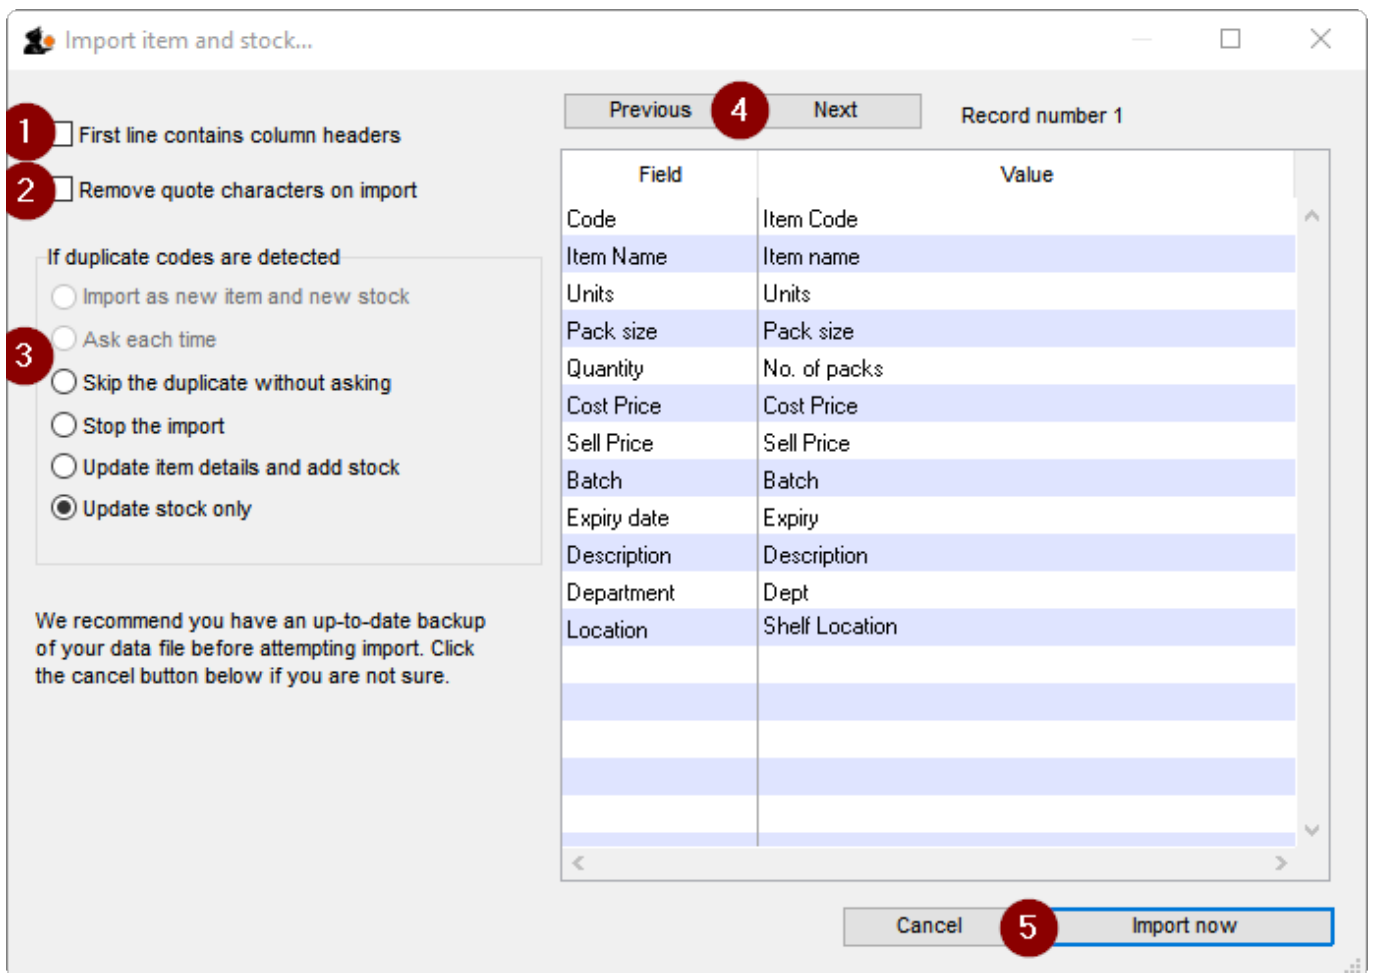 Import item and stock...
1
First line contains column headers
2
Remove quote characters on import
If duplicate codes are detected
Import as new item and new stock
3
Ask each time
Skip the duplicate without asking
Stop the import
Update item details and add stock
Update stock only
We recommend you have an up-to-date backup
of your data file before attempting import. Click
the cancel button below if you are not sure.
Previous 4 Next Record number 1
Field Value
Code Item Code
Item Name Item name
Units Units
Pack size Pack size
Quantity No. of packs
Cost Price Cost Price
Sell Price Sell Price
Batch Batch
Expiry date Expiry
Description Description
Department Dept
Location Shelf Location
Cancel 5 Import now